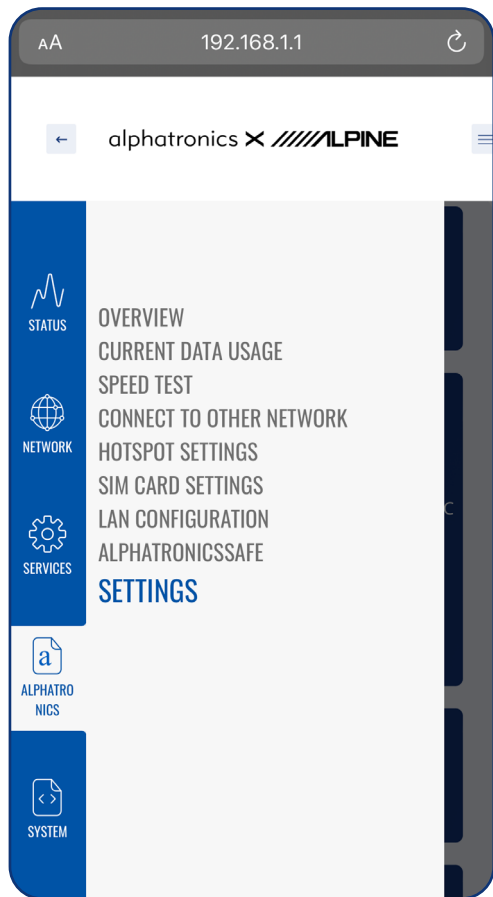 AA 192.168.1.1
alphatronics X ALPINE
STATUS
NETWORK
SERVICES
a
ALPHATRO
NICS
SYSTEM
OVERVIEW
CURRENT DATA USAGE
SPEED TEST
CONNECT TO OTHER NETWORK
HOTSPOT SETTINGS
SIM CARD SETTINGS
LAN CONFIGURATION
ALPHATRONICSSAFE
SETTINGS
C